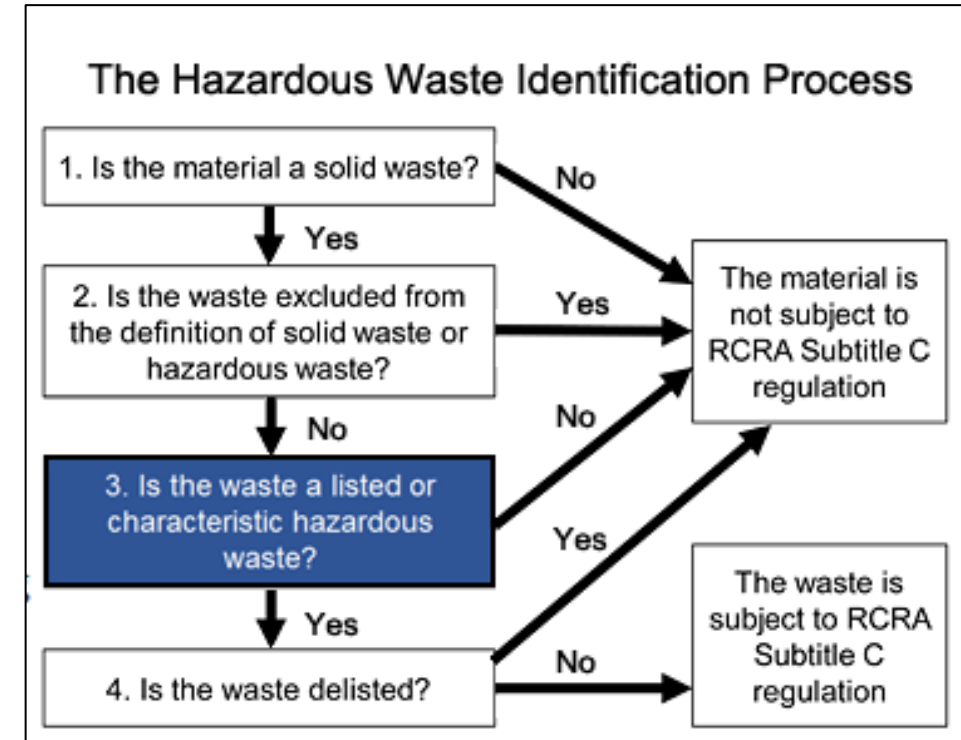 The Hazardous Waste Identification Process
1. Is the material a solid waste?
No
Yes
2. Is the waste excluded from
the definition of solid waste or
hazardous waste?
Yes
The material is
not subject to
RCRA Subtitle C
regulation
No
No
3. Is the waste a listed or
characteristic hazardous
waste?
Yes
Yes
4. Is the waste delisted?
No
The waste is
subject to RCRA
Subtitle C
regulation